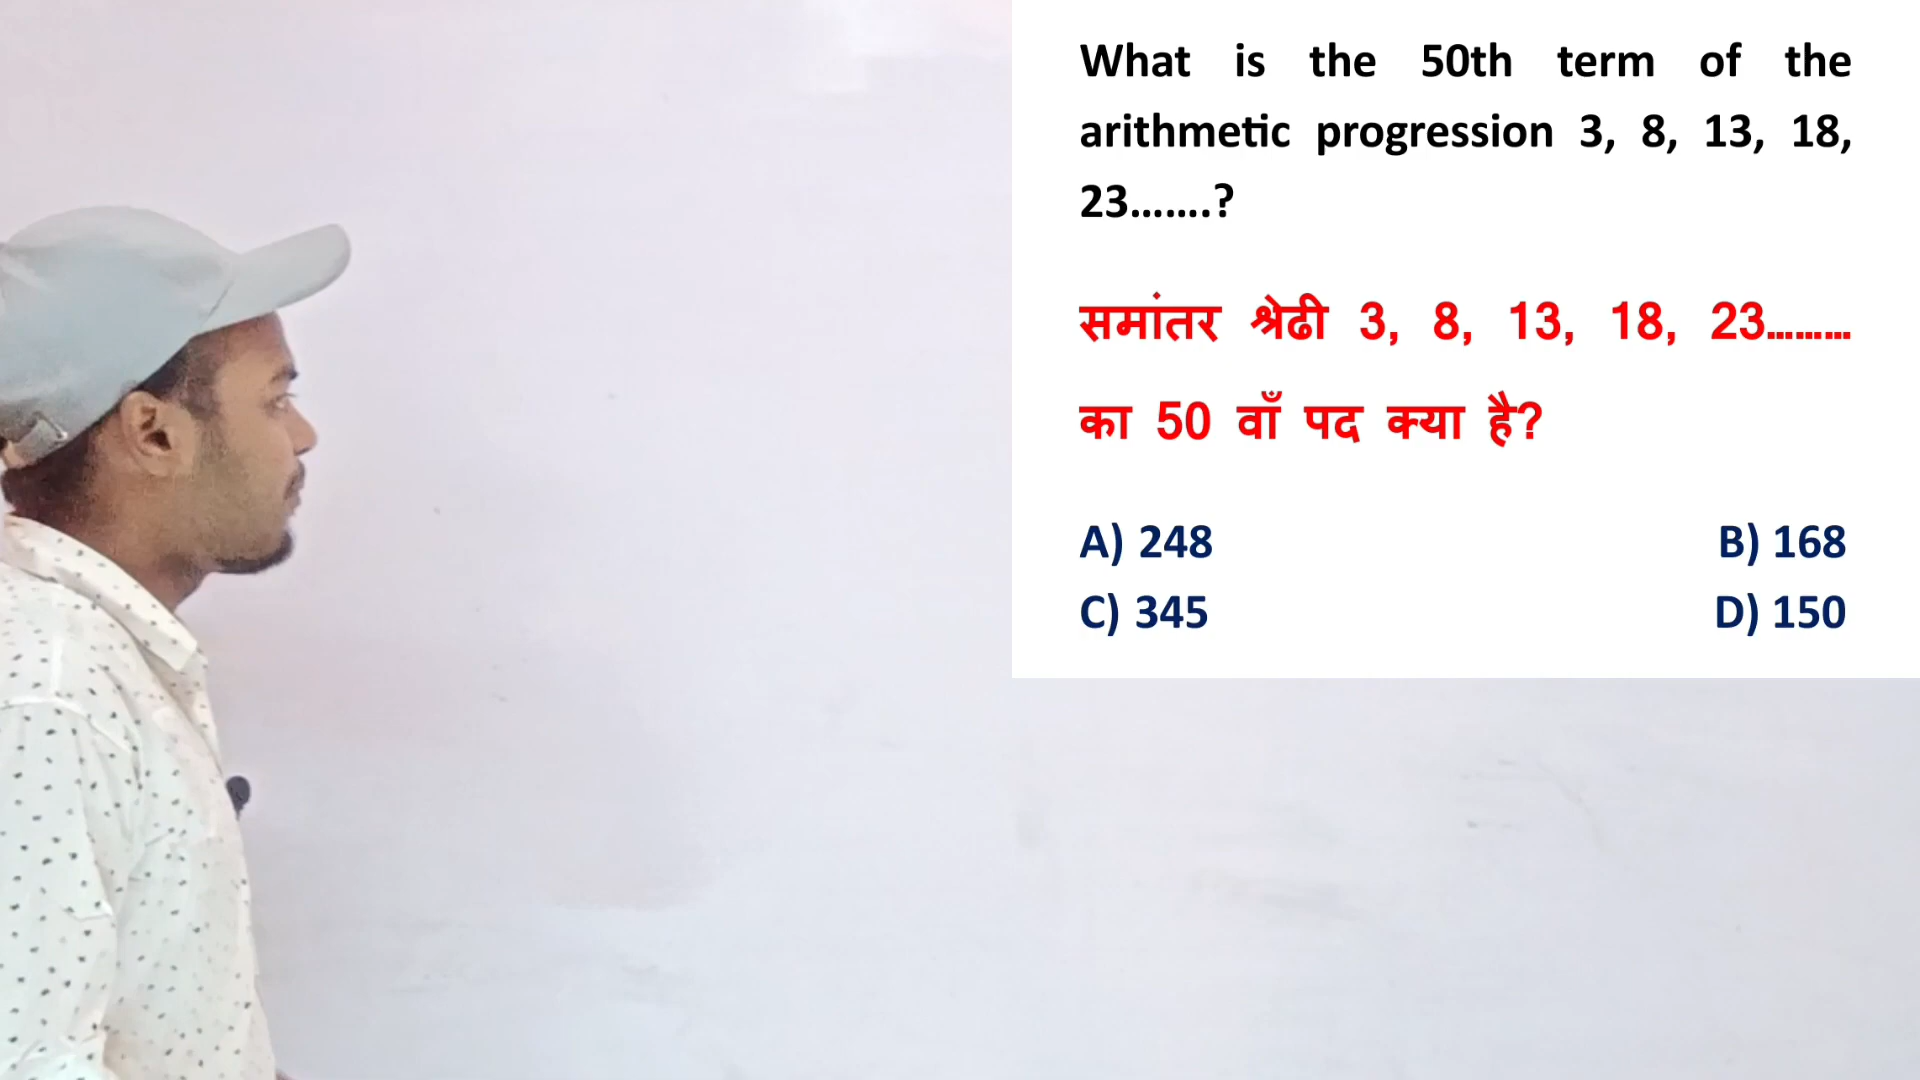 What is the 50th term of the
arithmetic progression 3, 8, 13, 18,
23.......?
समांतर श्रेढी 3, 8, 13, 18, 23.........
का 50 वाँ पद क्या है?
A) 248 B) 168
C) 345 D) 150